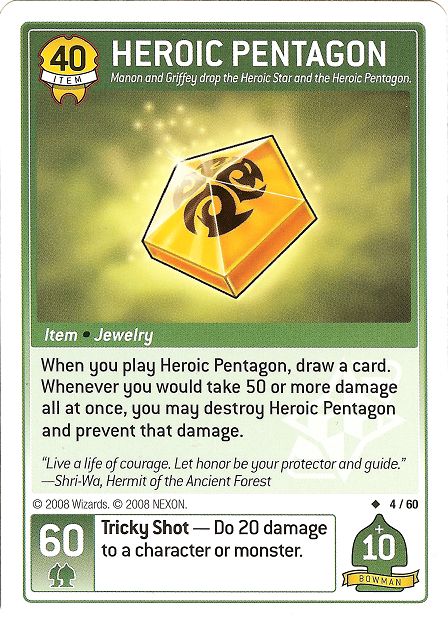 40
ITEM
HEROIC PENTAGON
Manon and Griffey drop the Heroic Star and the Heroic Pentagon.
Item • Jewelry
When you play Heroic Pentagon, draw a card.
Whenever you would take 50 or more damage
all at once, you may destroy Heroic Pentagon
and prevent that damage.
“Live a life of courage. Let honor be your protector and guide.”
—Shri-Wa, Hermit of the Ancient Forest
© 2008 Wizards. © 2008 NEXON.
◆ 4 / 60
60
Tricky Shot — Do 20 damage
to a character or monster.
+
10
BOWMAN